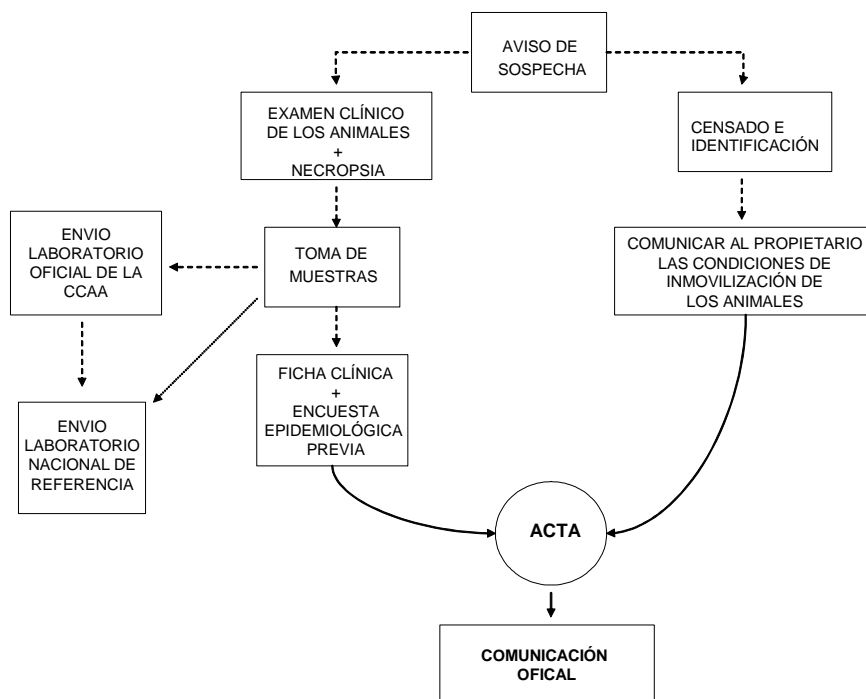 AVISO DE
SOSPECHA
EXAMEN CLÍNICO
DE LOS ANIMALES
+
NECROPSIA
CENSADO E
IDENTIFICACIÓN
ENVIO
LABORATORIO
OFICIAL DE LA
CCAA
TOMA DE
MUESTRAS
COMUNICAR AL PROPIETARIO
LAS CONDICIONES DE
INMOVILIZACIÓN DE
LOS ANIMALES
FICHA CLÍNICA
+
ENCUESTA
EPIDEMIOLÓGICA
PREVIA
ENVIO
LABORATORIO
NACIONAL DE
REFERENCIA
ACTA
COMUNICACIÓN
OFICAL